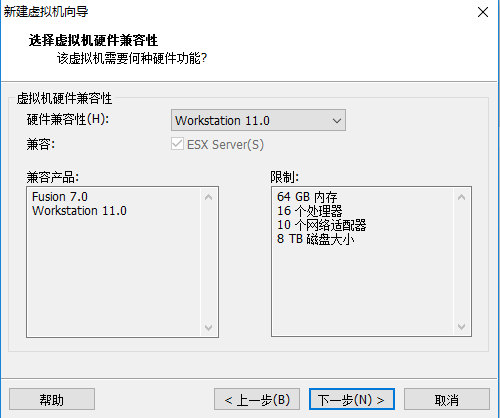 新建虚拟机向导
选择虚拟机硬件兼容性
该虚拟机需要何种硬件功能?
虚拟机硬件兼容性
硬件兼容性(H):
Workstation 11.0
兼容:
ESX Server(S)
兼容产品:
Fusion 7.0
Workstation 11.0
限制:
64 GB 内存
16 个处理器
10 个网络适配器
8 TB 磁盘大小
帮助
< 上一步(B)
下一步(N) >
取消